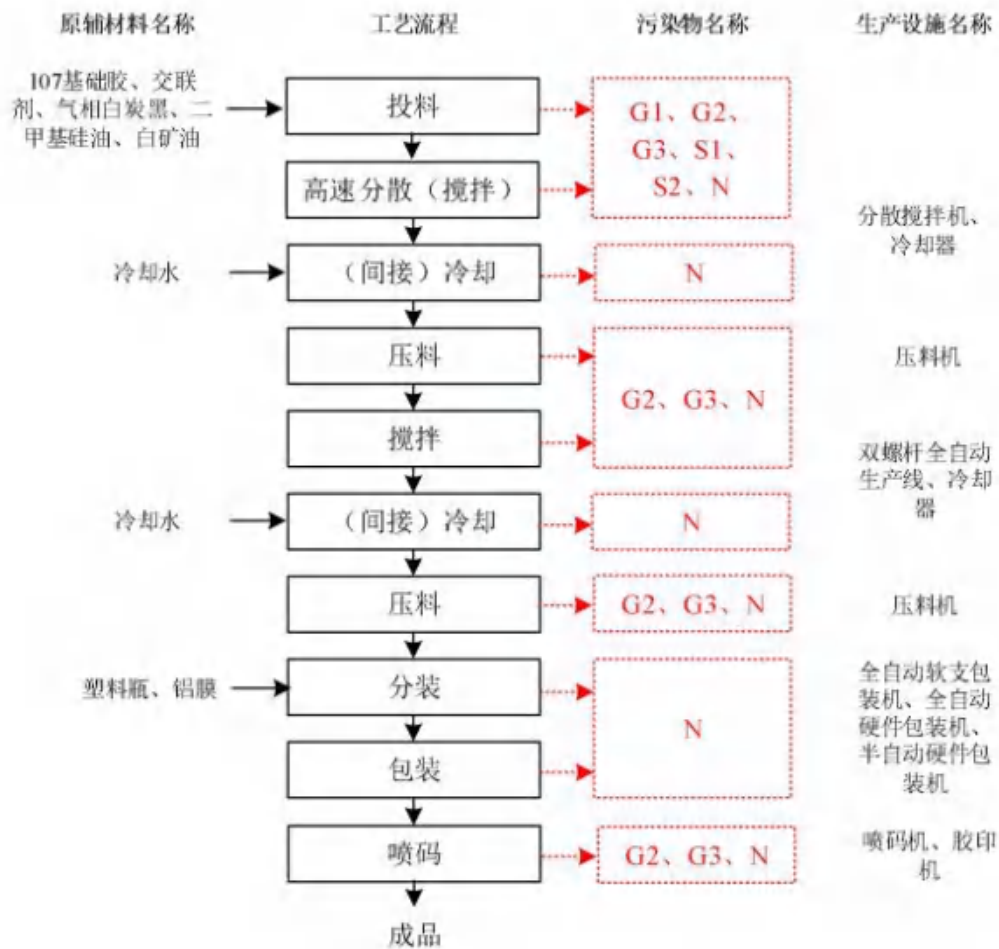 原辅材料名称
工艺流程
污染物名称
生产设施名称
107基础胶、交联
剂、气相白炭黑、二
甲基硅油、白矿油
投料
G1、G2、
G3、S1、
S2、N
高速分散（搅拌）
分散搅拌机、
冷却器
冷却水
（间接）冷却
N
压料
压料机
G2、G3、N
搅拌
双螺杆全自动
生产线、冷却
器
冷却水
（间接）冷却
N
压料
G2、G3、N
压料机
塑料瓶、铝膜
分装
N
全自动软支包
装机、全自动
硬件包装机、
半自动硬件包
装机
包装
喷码
G2、G3、N
喷码机、胶印
机
成品